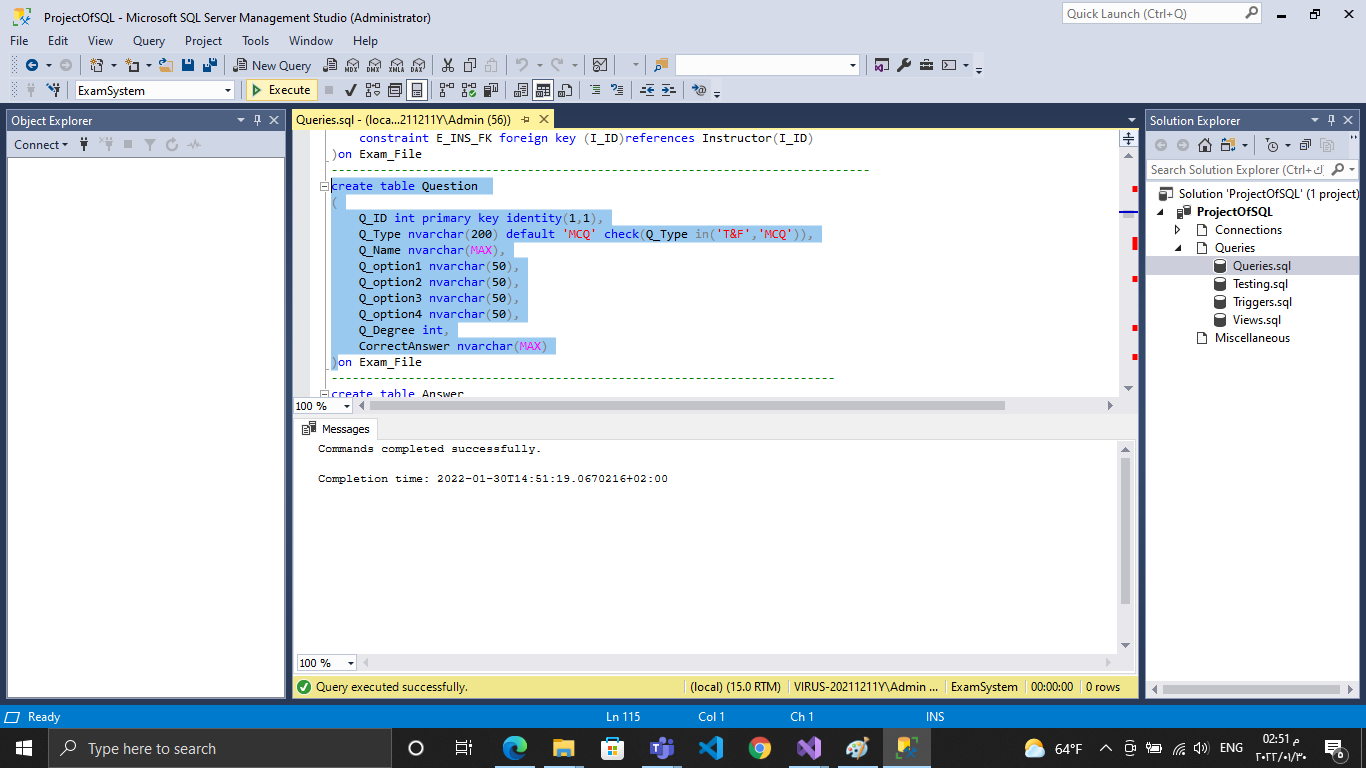 ProjectOfSQL - Microsoft SQL Server Management Studio (Administrator)
Quick Launch (Ctrl+Q)
File Edit View Query Project Tools Window Help
New Query
MDX DMX XMLA DAX
ExamSystem
Execute
Object Explorer
Connect
Queries.sql - (loca...211211Y\Admin (56))
constraint E_INS_FK foreign key (I_ID)references Instructor(I_ID)
)on Exam_File
-----------------------------------------------------------------------------
create table Question
(
Q_ID int primary key identity(1,1),
Q_Type nvarchar(200) default 'MCQ' check(Q_Type in('T&F','MCQ')),
Q_Name nvarchar(MAX),
Q_option1 nvarchar(50),
Q_option2 nvarchar(50),
Q_option3 nvarchar(50),
Q_option4 nvarchar(50),
Q_Degree int,
CorrectAnswer nvarchar(MAX)
)on Exam_File
------------------------------------------------------------------------
create table Answer
100 %
Messages
Commands completed successfully.
Completion time: 2022-01-30T14:51:19.0670216+02:00
100 %
Query executed successfully.
(local) (15.0 RTM)
VIRUS-20211211Y\Admin ...
ExamSystem
00:00:00
0 rows
Solution Explorer
Search Solution Explorer (Ctrl+ك)
Solution 'ProjectOfSQL' (1 project)
ProjectOfSQL
Connections
Queries
Queries.sql
Testing.sql
Triggers.sql
Views.sql
Miscellaneous
Ready
Ln 115
Col 1
Ch 1
INS
Type here to search
64°F
ENG
02:51 م
٢٠٢٢/٠١/٣٠
8